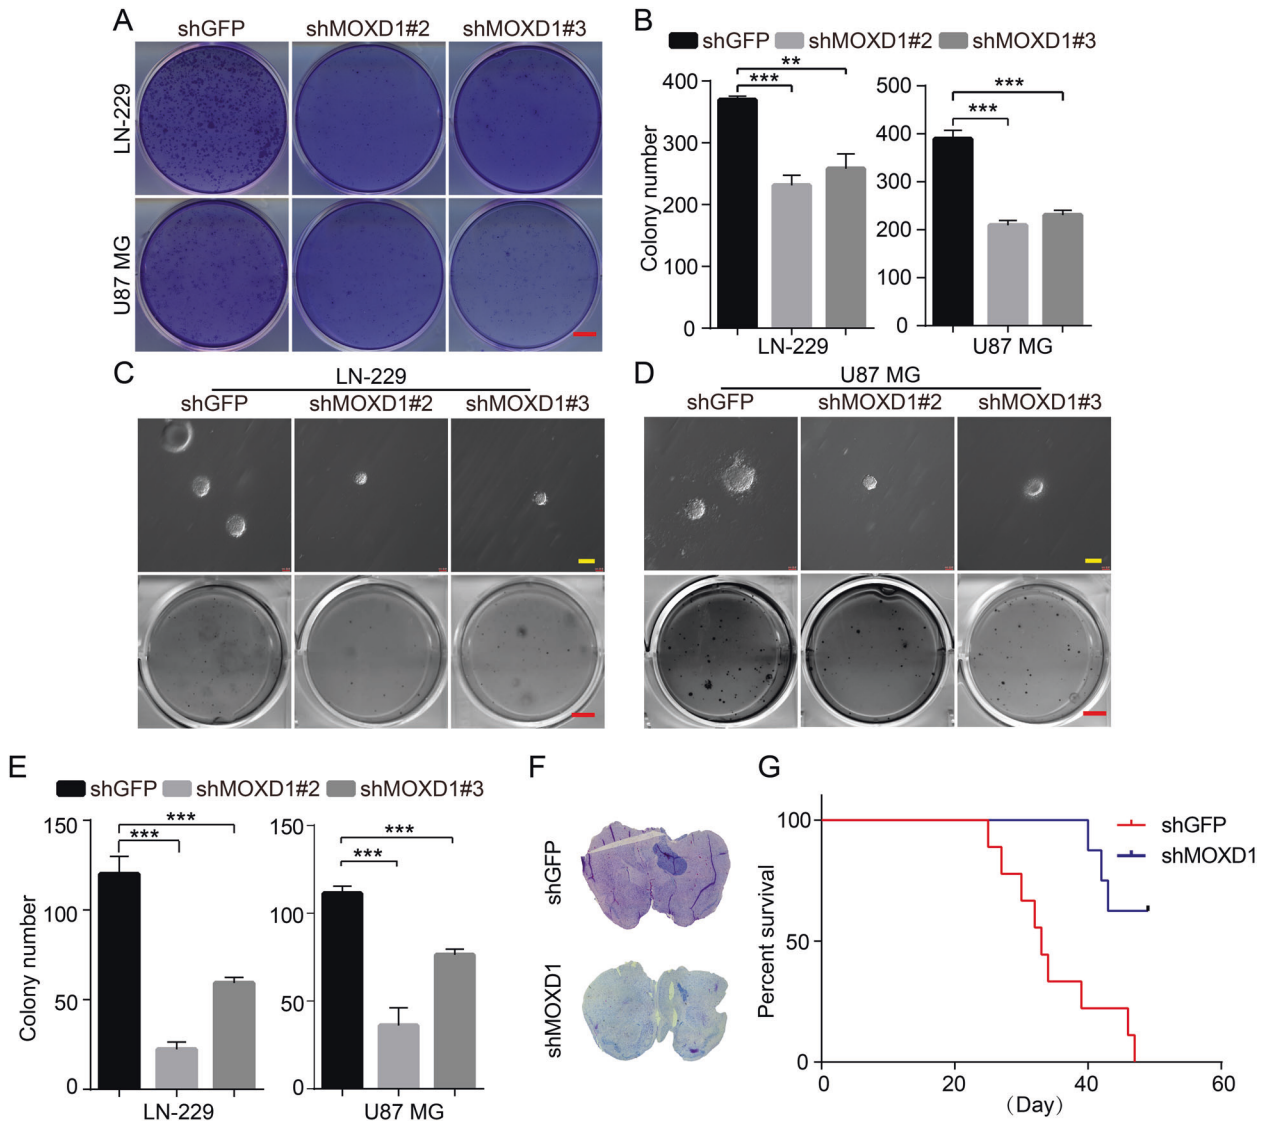 A
shGFP shMOXD1#2 shMOXD1#3
LN-229
U87 MG
B
shGFP shMOXD1#2 shMOXD1#3
Colony number
400
300
200
100
0
***
**
LN-229
500
400
300
200
100
0
***
***
U87 MG
C
LN-229
shGFP shMOXD1#2 shMOXD1#3
D
U87 MG
shGFP shMOXD1#2 shMOXD1#3
E
shGFP shMOXD1#2 shMOXD1#3
Colony number
150
100
50
0
***
***
LN-229
150
100
50
0
***
***
U87 MG
F
shGFP
shMOXD1
G
Percent survival
100
50
0
shGFP
shMOXD1
0 20 40 60
(Day)